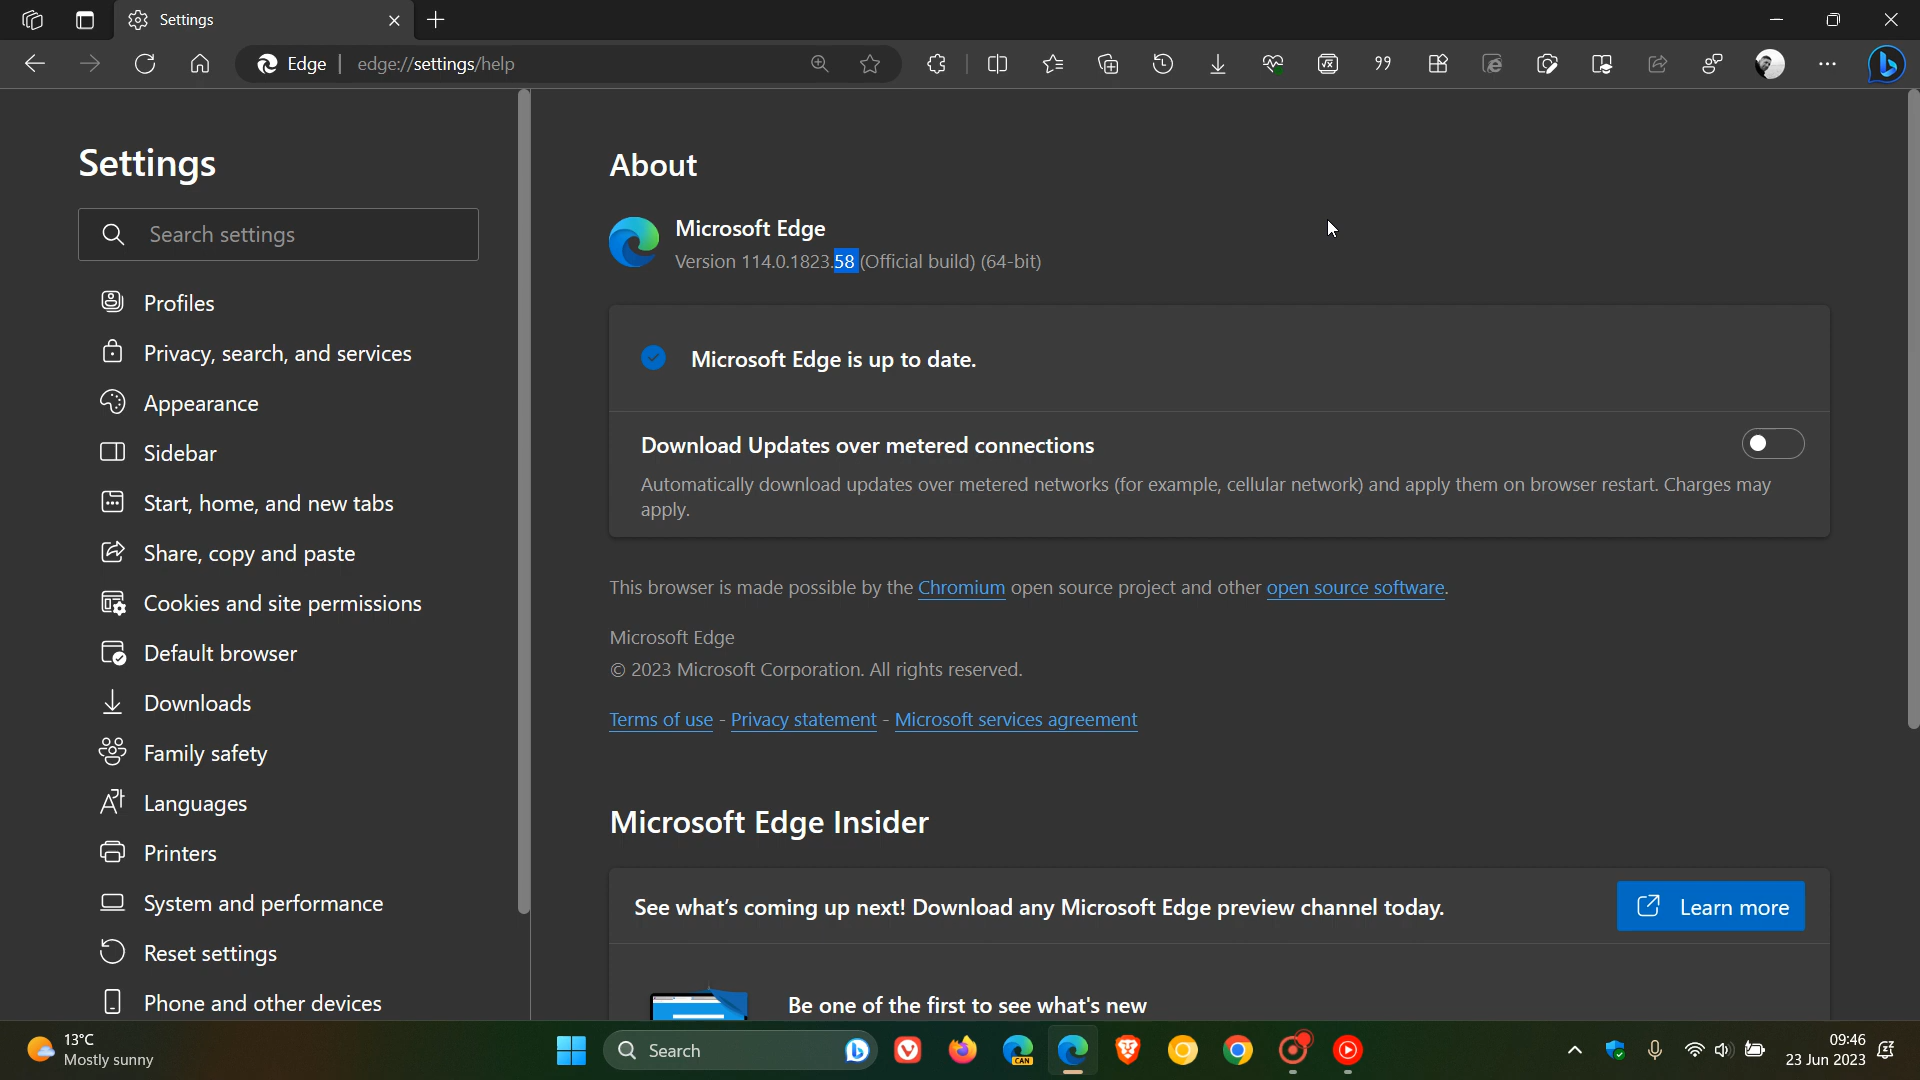 Settings
Edge
edge://settings/help
Settings
Search settings
Profiles
Privacy, search, and services
Appearance
Sidebar
Start, home, and new tabs
Share, copy and paste
Cookies and site permissions
Default browser
Downloads
Family safety
Languages
Printers
System and performance
Reset settings
Phone and other devices
About
Microsoft Edge
Version 114.0.1823.58 (Official build) (64-bit)
Microsoft Edge is up to date.
Download Updates over metered connections
Automatically download updates over metered networks (for example, cellular network) and apply them on browser restart. Charges may
apply.
This browser is made possible by the Chromium open source project and other open source software.
Microsoft Edge
© 2023 Microsoft Corporation. All rights reserved.
Terms of use - Privacy statement - Microsoft services agreement
Microsoft Edge Insider
See what's coming up next! Download any Microsoft Edge preview channel today.
Learn more
Be one of the first to see what's new
13°C
Mostly sunny
Search
CAN
09:46
23 Jun 2023